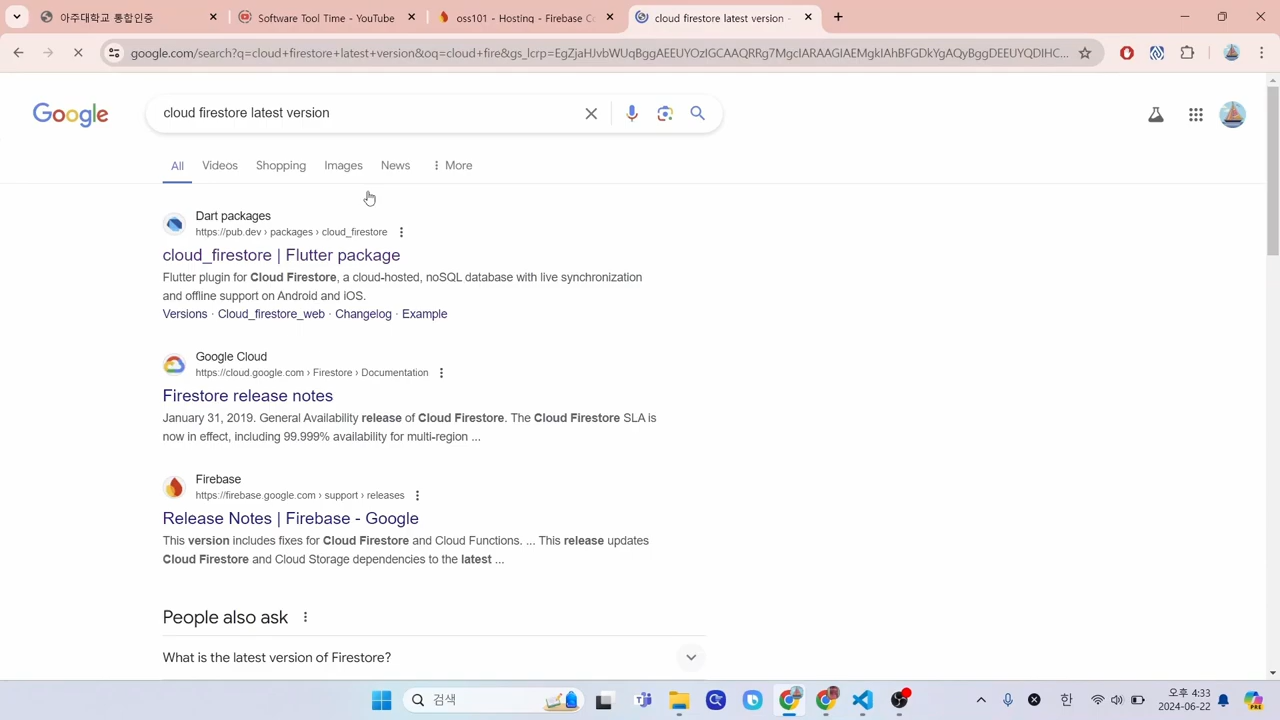 아주대학교 통합인증
Software Tool Time - YouTube
oss101 - Hosting - Firebase Co
cloud firestore latest version -
google.com/search?q=cloud+firestore+latest+version&oq=cloud+fire&gs_lcrp=EgZjaHJvbWUqBggAEEUYOzIGCAAQRRg7MgcIARAAGIAEMgkIAhBFGDkYgAQyBggDEEUYQDIHC...
Google
cloud firestore latest version
All
Videos
Shopping
Images
News
More
Dart packages
https://pub.dev › packages › cloud_firestore
cloud_firestore | Flutter package
Flutter plugin for Cloud Firestore, a cloud-hosted, noSQL database with live synchronization
and offline support on Android and iOS.
Versions · Cloud_firestore_web · Changelog · Example
Google Cloud
https://cloud.google.com › Firestore › Documentation
Firestore release notes
January 31, 2019. General Availability release of Cloud Firestore. The Cloud Firestore SLA is
now in effect, including 99.999% availability for multi-region ...
Firebase
https://firebase.google.com › support › releases
Release Notes | Firebase - Google
This version includes fixes for Cloud Firestore and Cloud Functions. ... This release updates
Cloud Firestore and Cloud Storage dependencies to the latest ...
People also ask
What is the latest version of Firestore?
검색
한
오후 4:33
2024-06-22
PRE